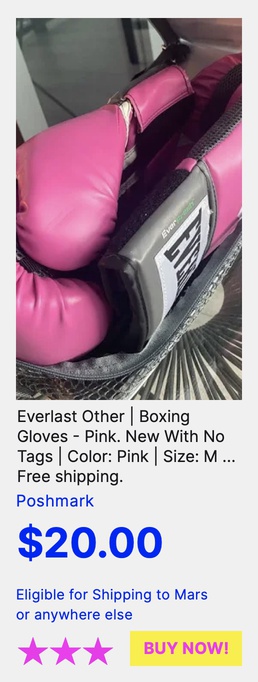 Everlast Other | Boxing
Gloves - Pink. New With No
Tags | Color: Pink | Size: M ...
Free shipping.
Poshmark
$20.00
Eligible for Shipping to Mars
or anywhere else
BUY NOW!